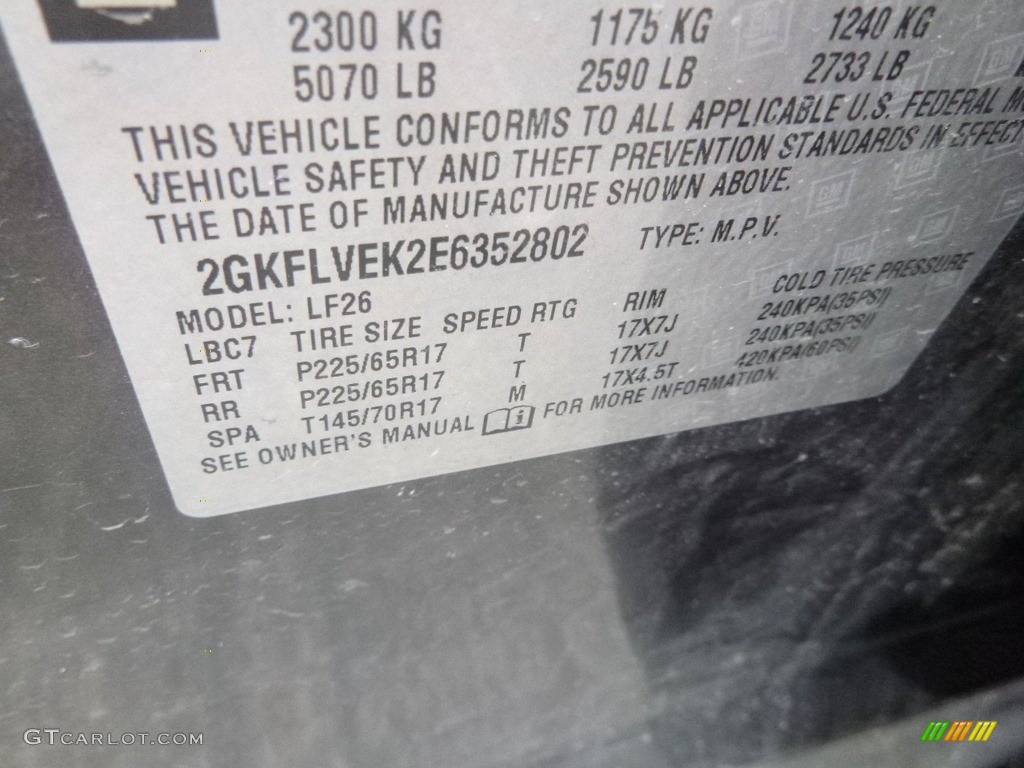 2300 KG 1175 KG 1240 KG
5070 LB 2590 LB 2733 LB
THIS VEHICLE CONFORMS TO ALL APPLICABLE U.S. FEDERAL
VEHICLE SAFETY AND THEFT PREVENTION STANDARDS IN EFFECT
THE DATE OF MANUFACTURE SHOWN ABOVE.
2GKFLVEK2E6352802 TYPE: M.P.V.
MODEL: LF26
LBC7 TIRE SIZE SPEED RTG RIM COLD TIRE PRESSURE
FRT P225/65R17 T 17X7J 240KPA(35PSI)
RR P225/65R17 T 17X7J 240KPA(35PSI)
SPA T145/70R17 M 17X4.5T 420KPA(60PSI)
SEE OWNER'S MANUAL i FOR MORE INFORMATION.
GTCARLOT.COM